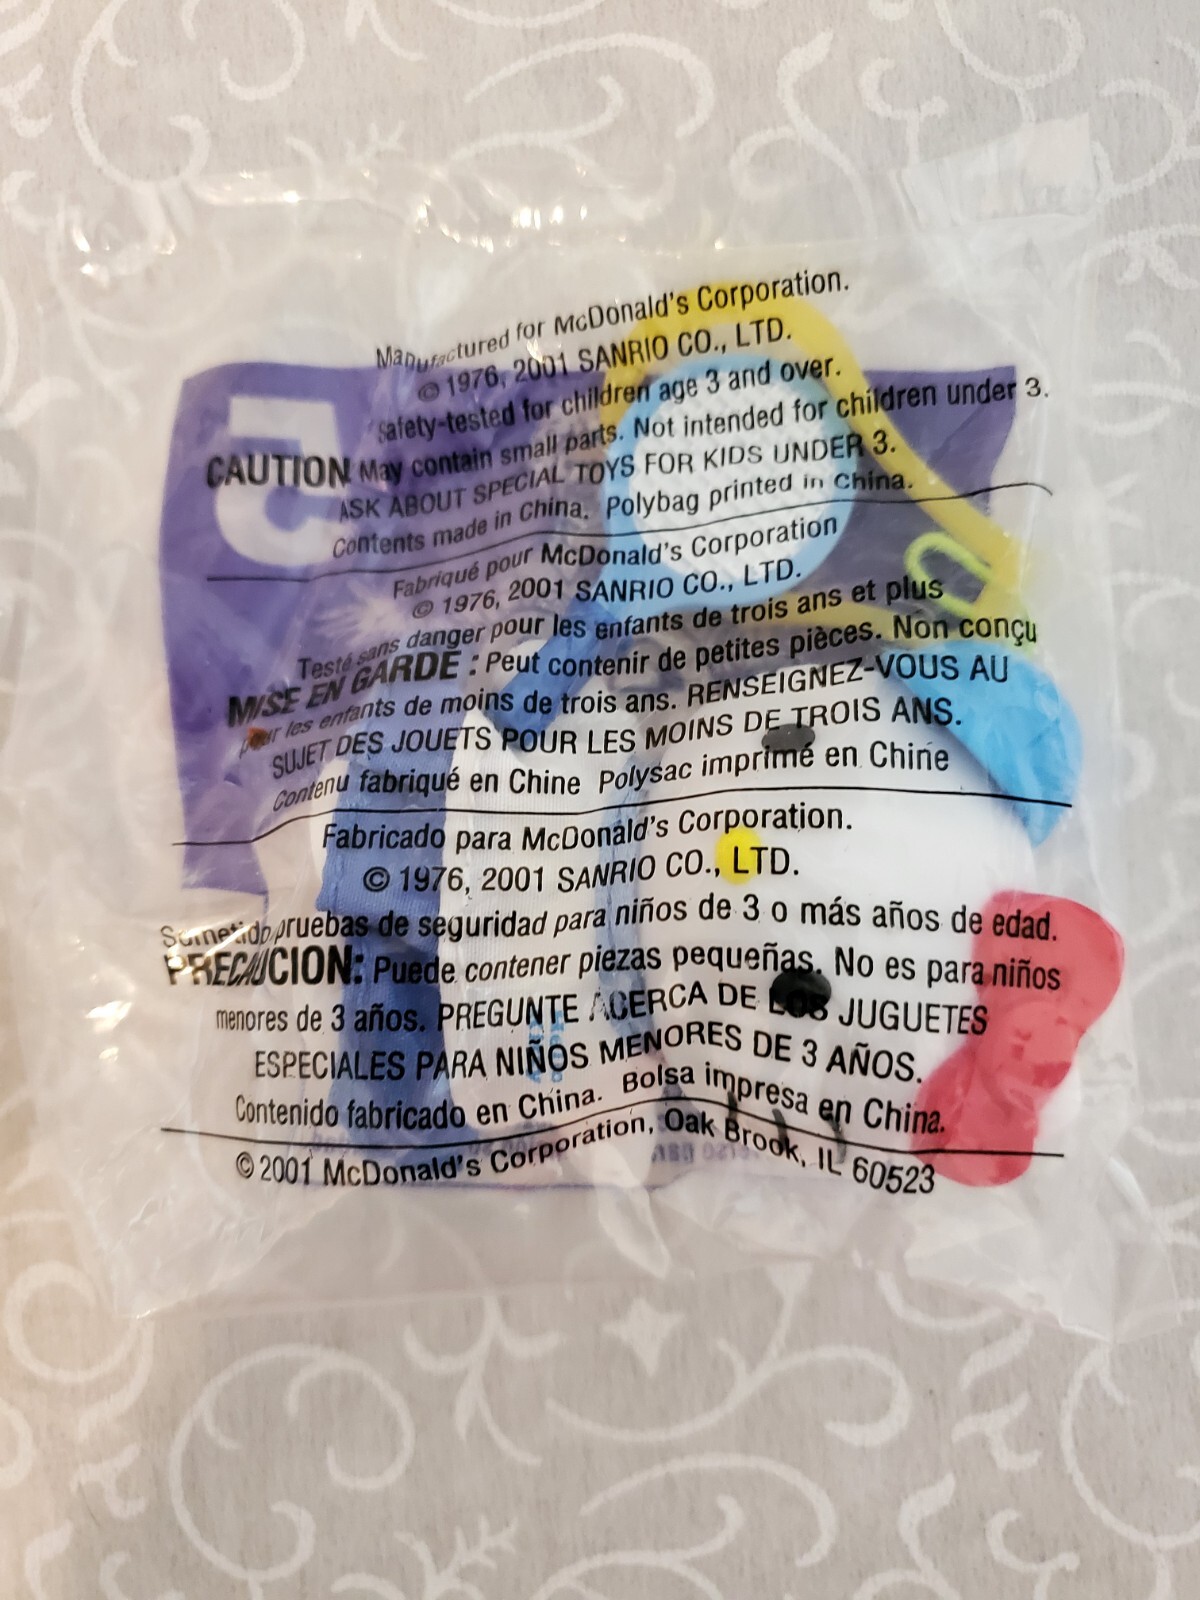 Manufactured for McDonald's Corporation.
© 1976, 2001 SANRIO CO., LTD.
Safety-tested for children age 3 and over.
CAUTION May contain small parts. Not intended for children under 3.
ASK ABOUT SPECIAL TOYS FOR KIDS UNDER 3.
Contents made in China. Polybag printed in China.
Fabriqué pour McDonald's Corporation
© 1976, 2001 SANRIO CO., LTD.
Testé sans danger pour les enfants de trois ans et plus
MISE EN GARDE : Peut contenir de petites pièces. Non conçu
pour les enfants de moins de trois ans. RENSEIGNEZ-VOUS AU
SUJET DES JOUETS POUR LES MOINS DE TROIS ANS.
Contenu fabriqué en Chine Polysac imprimé en Chine
Fabricado para McDonald's Corporation.
© 1976, 2001 SANRIO CO., LTD.
Sometido pruebas de seguridad para niños de 3 o más años de edad.
PRECAUCION: Puede contener piezas pequeñas. No es para niños
menores de 3 años. PREGUNTE ACERCA DE LOS JUGUETES
ESPECIALES PARA NIÑOS MENORES DE 3 AÑOS.
Contenido fabricado en China. Bolsa impresa en China.
© 2001 McDonald's Corporation, Oak Brook, IL 60523
5